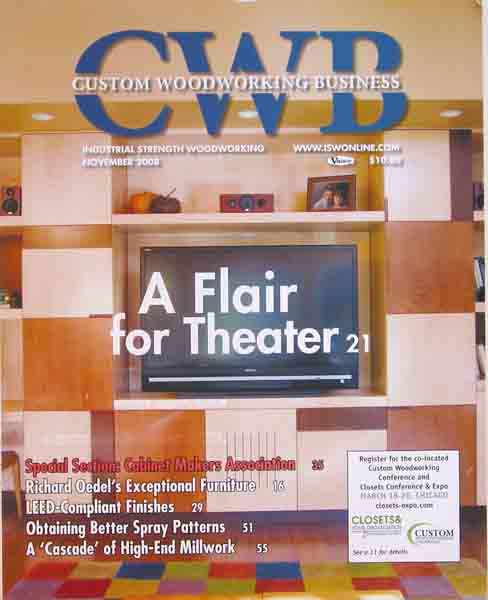 CWB
CUSTOM WOODWORKING BUSINESS
INDUSTRIAL STRENGTH WOODWORKING
WWW.ISWONLINE.COM
NOVEMBER 2008
A Flair
for Theater 21
Special Section: Cabinet Makers Association 35
Richard Oedel's Exceptional Furniture 16
LEED-Compliant Finishes 29
Obtaining Better Spray Patterns 51
A 'Cascade' of High-End Millwork 55
Register for the co-located
Custom Woodworking
Conference and
Closets Conference & Expo
MARCH 18-20, CHICAGO
closets-expo.com
CLOSETS&
CUSTOM
See p.11 for details